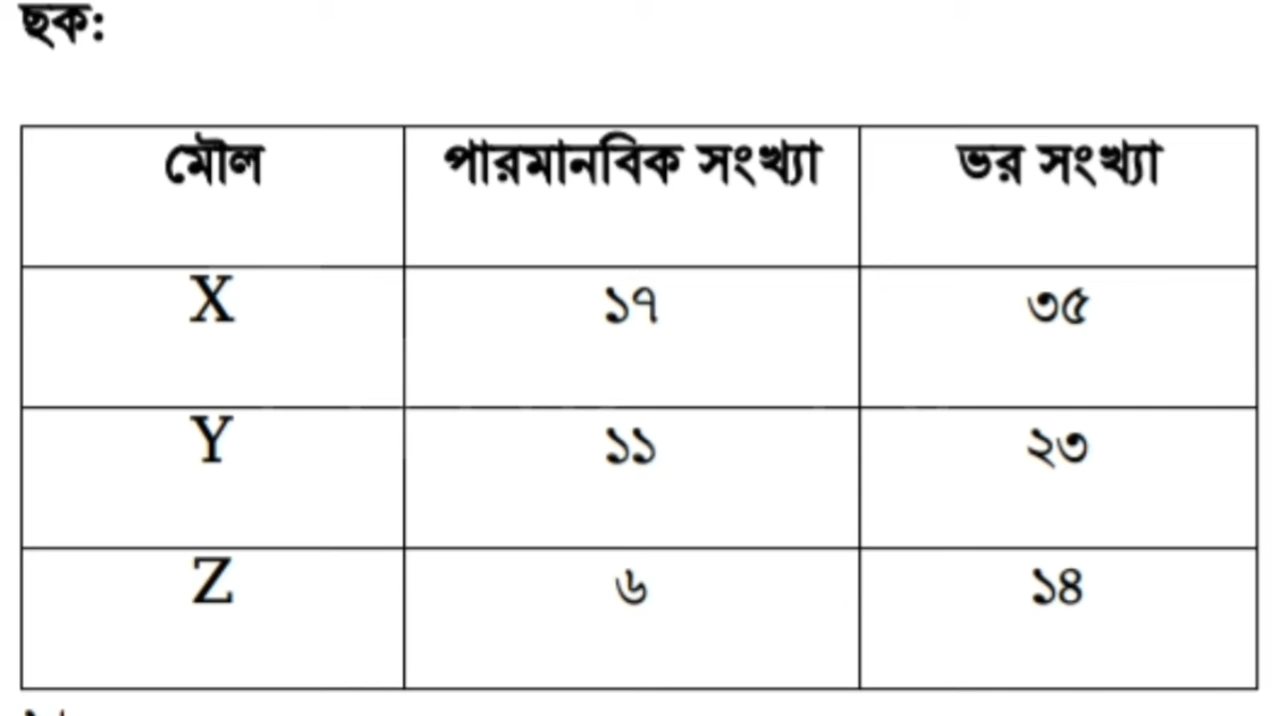 ছক:
মৌল পারমানবিক সংখ্যা ভর সংখ্যা
X ১৭ ৩৫
Y ১১ ২৩
Z ৬ ১৪